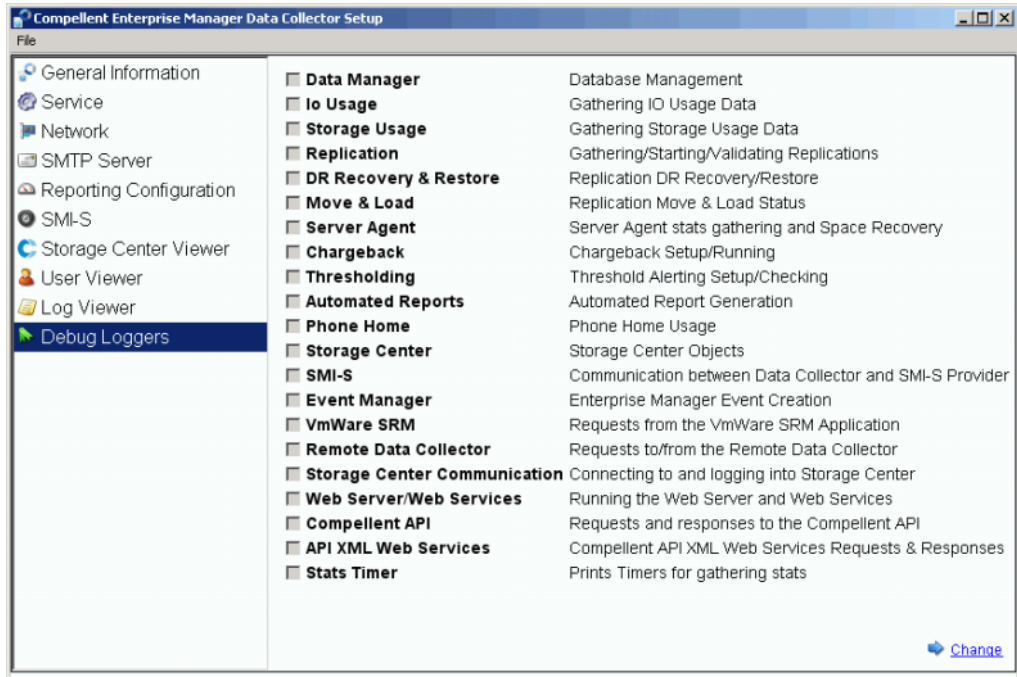 Compellent Enterprise Manager Data Collector Setup
File
General Information
Service
Network
SMTP Server
Reporting Configuration
SMI-S
Storage Center Viewer
User Viewer
Log Viewer
Debug Loggers
Data Manager Database Management
Io Usage Gathering IO Usage Data
Storage Usage Gathering Storage Usage Data
Replication Gathering/Starting/Validating Replications
DR Recovery & Restore Replication DR Recovery/Restore
Move & Load Replication Move & Load Status
Server Agent Server Agent stats gathering and Space Recovery
Chargeback Chargeback Setup/Running
Thresholding Threshold Alerting Setup/Checking
Automated Reports Automated Report Generation
Phone Home Phone Home Usage
Storage Center Storage Center Objects
SMI-S Communication between Data Collector and SMI-S Provider
Event Manager Enterprise Manager Event Creation
VmWare SRM Requests from the VmWare SRM Application
Remote Data Collector Requests to/from the Remote Data Collector
Storage Center Communication Connecting to and logging into Storage Center
Web Server/Web Services Running the Web Server and Web Services
Compellent API Requests and responses to the Compellent API
API XML Web Services Compellent API XML Web Services Requests & Responses
Stats Timer Prints Timers for gathering stats
Change